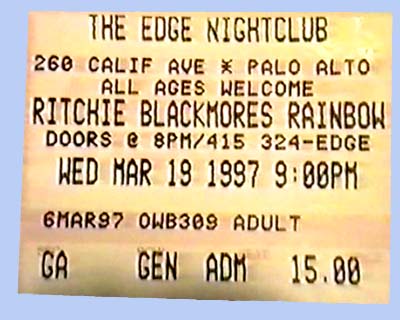 THE EDGE NIGHTCLUB
260 CALIF AVE * PALO ALTO
ALL AGES WELCOME
RITCHIE BLACKMORES RAINBOW
DOORS @ 8PM/415 324-EDGE
WED MAR 19 1997 9:00PM
6MAR97 OWB309 ADULT
GA GEN ADM 15.00